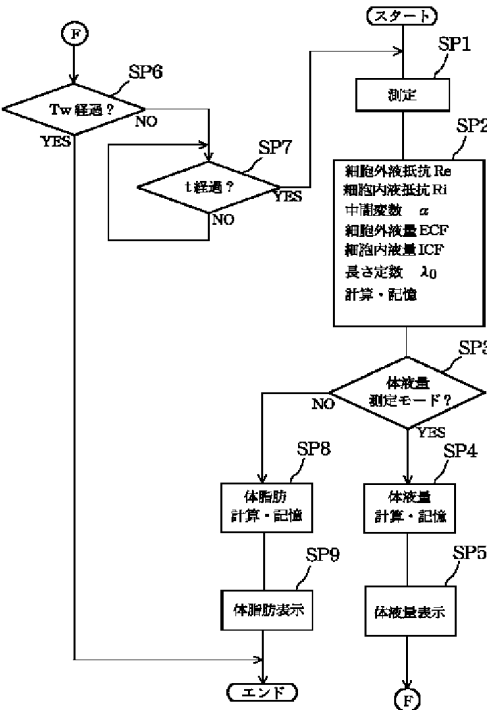 スタート
SP1
測定
SP2
細胞外液抵抗 Re
細胞内液抵抗 Ri
中間変数 α
細胞外液量 ECF
細胞内液量 ICF
長さ定数 λ0
計算・記憶
SP3
体液量
測定モード？
NO
YES
SP4
体液量
計算・記憶
SP5
体液量表示
F
SP8
体脂肪
計算・記憶
SP9
体脂肪表示
エンド
F
SP6
Tw 経過？
NO
YES
SP7
t 経過？
YES
NO